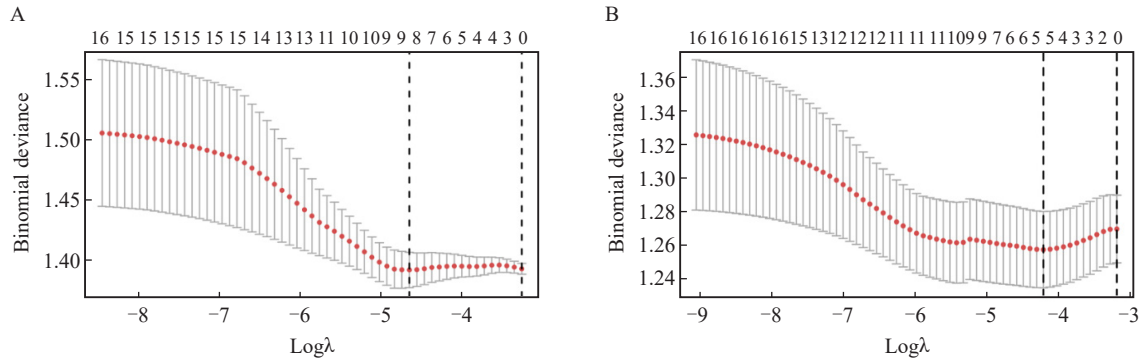 A
16 15 15 15 15 15 15 14 13 13 11 10 10 9 9 8 7 6 5 4 4 3 0
1.55
1.50
1.45
1.40
Binomial deviance
−8 −7 −6 −5 −4
Logλ
B
16 16 16 16 16 15 13 12 12 12 11 11 11 10 9 9 7 6 6 5 5 4 3 3 2 0
1.36
1.34
1.32
1.30
1.28
1.26
1.24
Binomial deviance
−9 −8 −7 −6 −5 −4 −3
Logλ